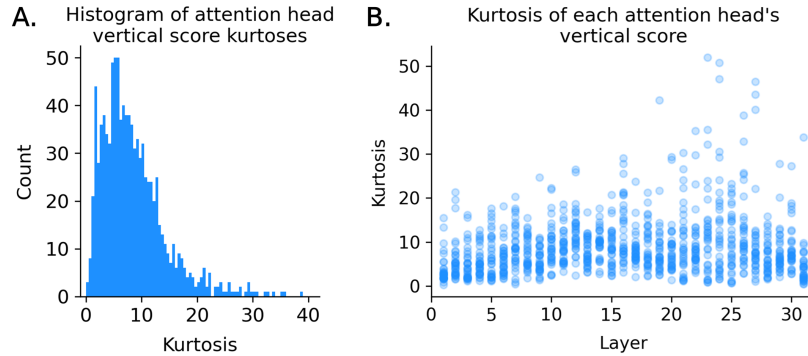 A.
Histogram of attention head
vertical score kurtoses
50
40
30
20
10
0
Count
0 10 20 30 40
Kurtosis
B.
Kurtosis of each attention head's
vertical score
50
40
30
20
10
0
Kurtosis
0 5 10 15 20 25 30
Layer